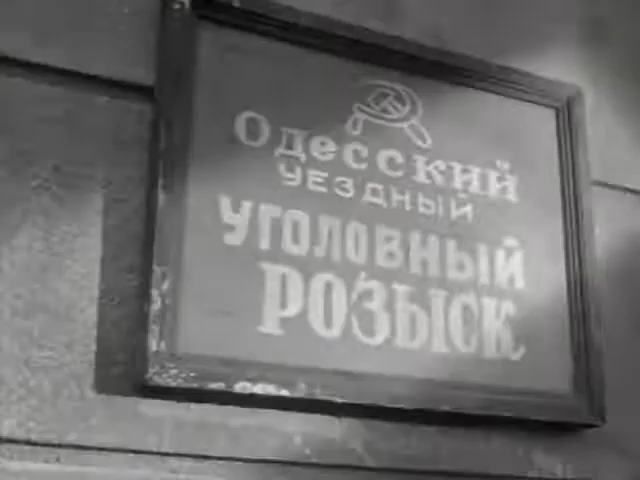 Одесский
уездный
уголовный
розыск